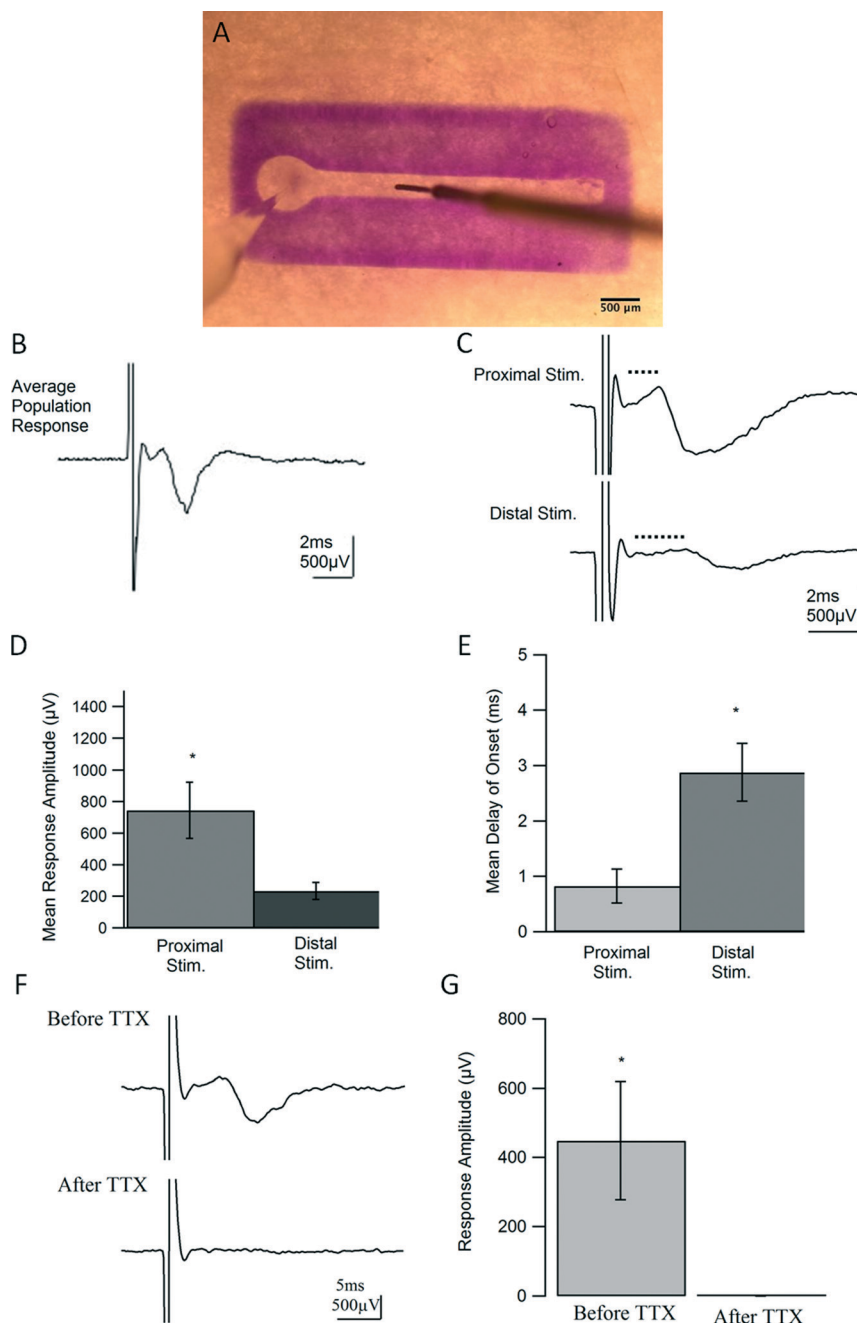 A
500 µm
B
Average
Population
Response
2ms
500µV
C
Proximal Stim.
Distal Stim.
2ms
500µV
D
Mean Response Amplitude (µV)
1400
1200
1000
800
600
400
200
0
*
Proximal
Stim.
Distal
Stim.
E
Mean Delay of Onset (ms)
5
4
3
2
1
0
*
Proximal
Stim.
Distal
Stim.
F
Before TTX
After TTX
5ms
500µV
G
Response Amplitude (µV)
800
600
400
200
0
*
Before TTX
After TTX